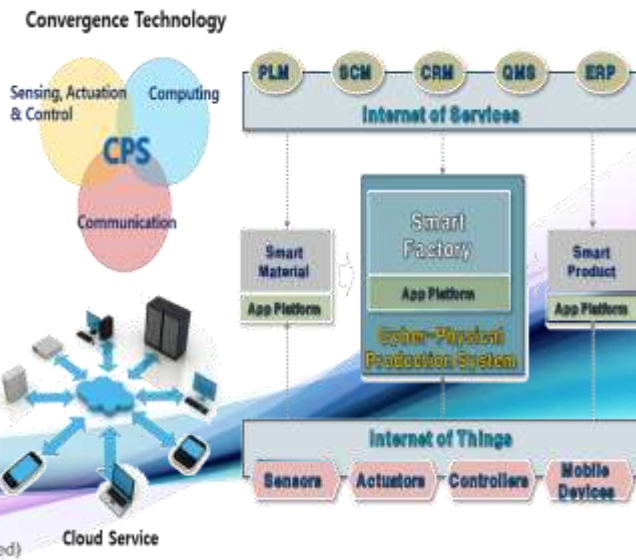 Convergence Technology
Sensing, Actuation
& Control
Computing
CPS
Communication
PLM
SCM
CRM
QMS
ERP
Internet of Services
Smart
Material
App Platform
Smart
Factory
App Platform
Cyber-Physical
Production System
Smart
Product
App Platform
Internet of Things
Sensors
Actuators
Controllers
Mobile
Devices
Cloud Service
ed)